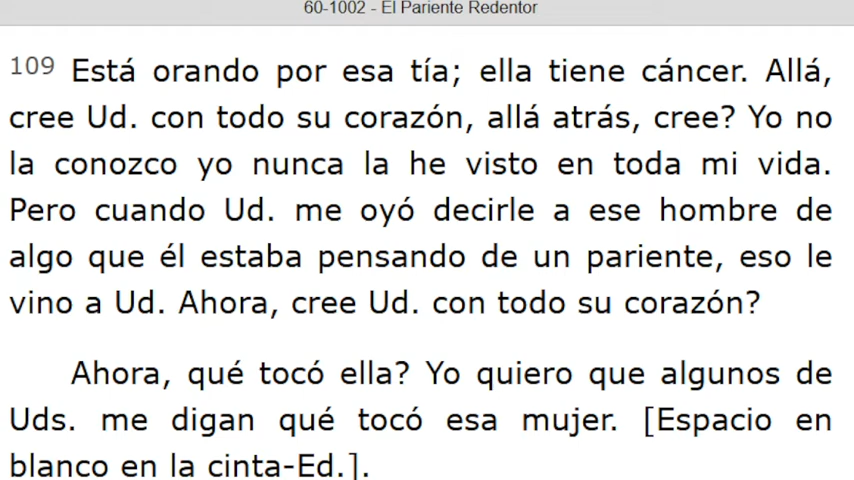 60-1002 - El Pariente Redentor
109 Está orando por esa tía; ella tiene cáncer. Allá,
cree Ud. con todo su corazón, allá atrás, cree? Yo no
la conozco yo nunca la he visto en toda mi vida.
Pero cuando Ud. me oyó decirle a ese hombre de
algo que él estaba pensando de un pariente, eso le
vino a Ud. Ahora, cree Ud. con todo su corazón?
Ahora, qué tocó ella? Yo quiero que algunos de
Uds. me digan qué tocó esa mujer. [Espacio en
blanco en la cinta-Ed.].